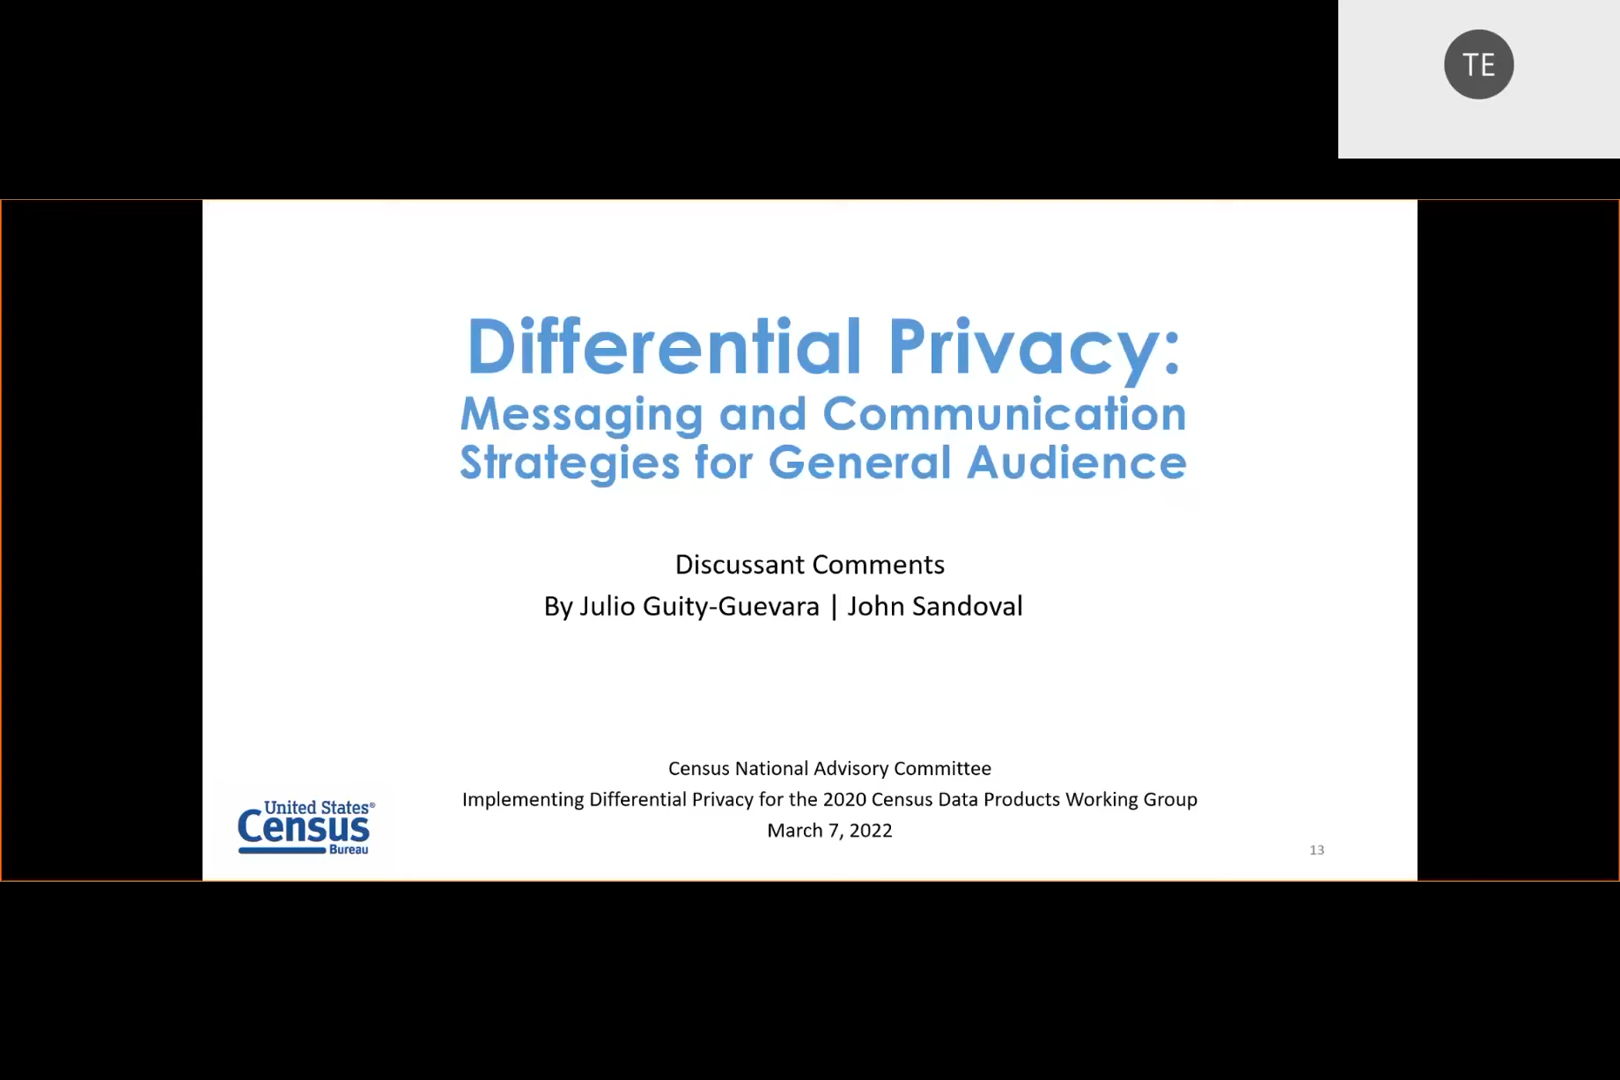 TE
Differential Privacy:
Messaging and Communication
Strategies for General Audience
Discussant Comments
By Julio Guity-Guevara | John Sandoval
Census National Advisory Committee
Implementing Differential Privacy for the 2020 Census Data Products Working Group
March 7, 2022
United States®
Census
Bureau
13